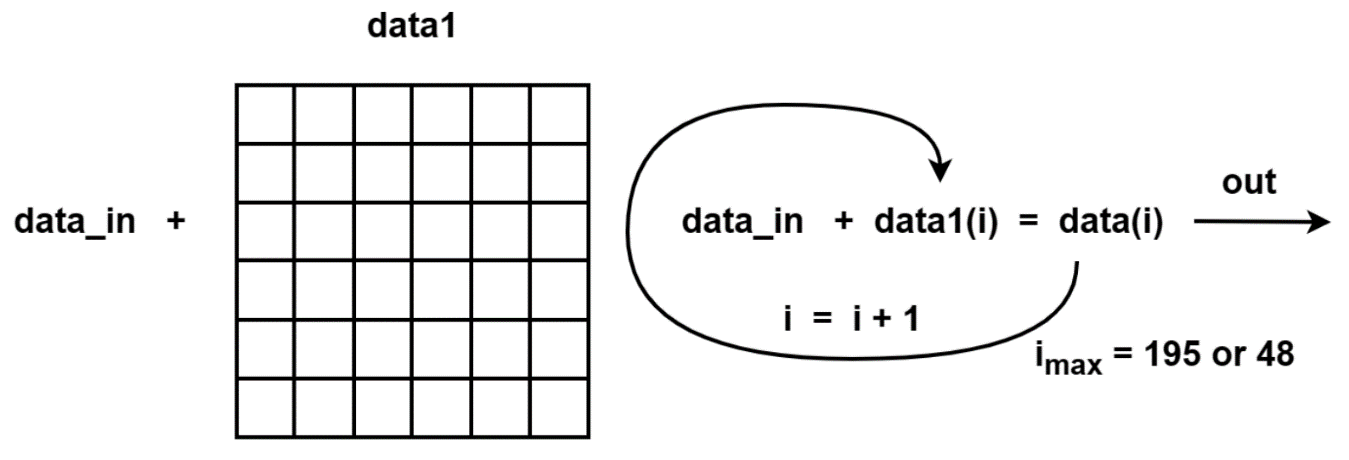 data1
data_in + data_in + data1(i) = data(i) out
i = i + 1
imax = 195 or 48